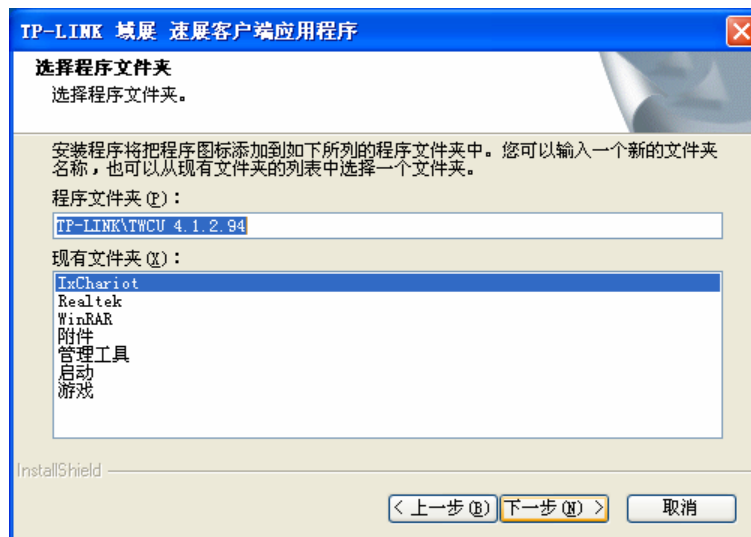 TP-LINK 域展 速展客户端应用程序
选择程序文件夹
选择程序文件夹。
安装程序将把程序图标添加到如下所列的程序文件夹中。您可以输入一个新的文件夹
名称，也可以从现有文件夹的列表中选择一个文件夹。
程序文件夹(P)：
TP-LINK\TWCU 4.1.2.94
现有文件夹(X)：
IxChariot
Realtek
WinRAR
附件
管理工具
启动
游戏
InstallShield
< 上一步(B) 下一步(N) > 取消